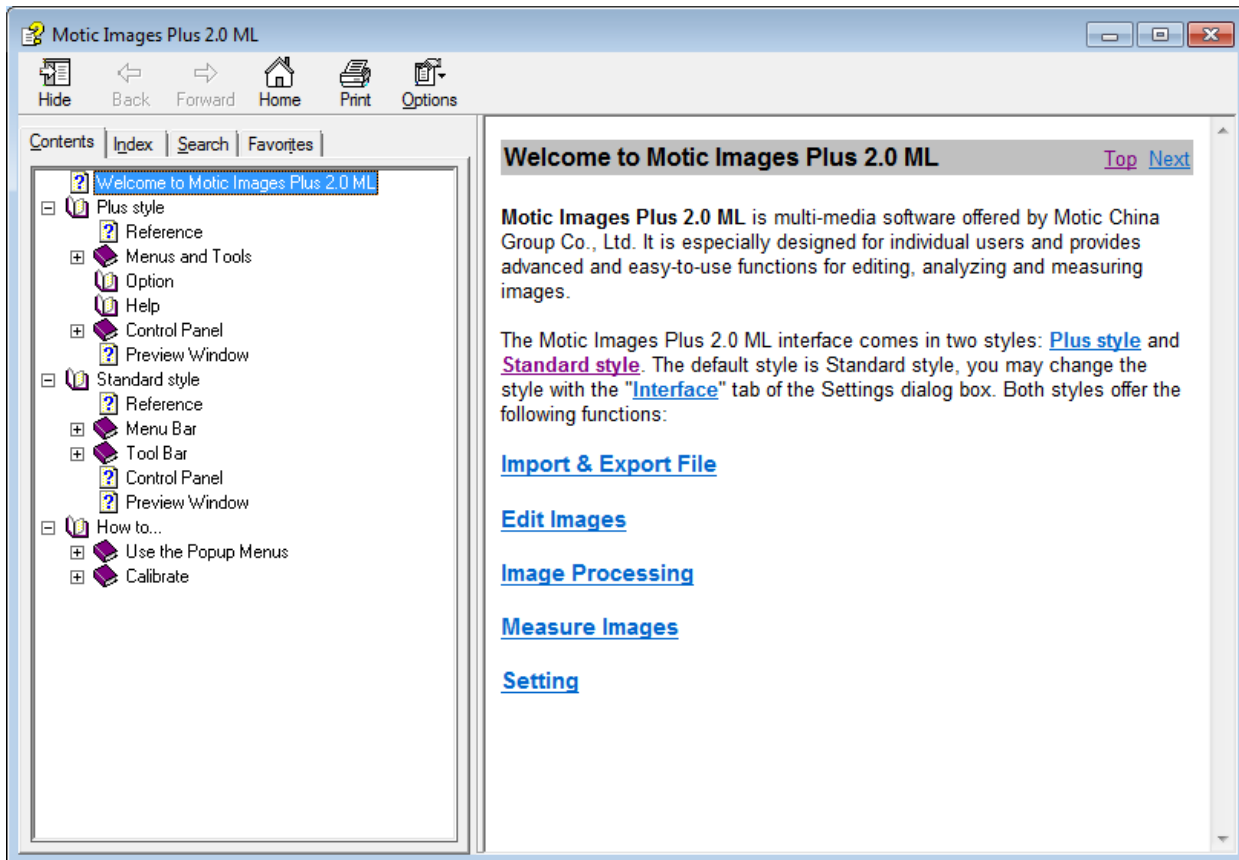 Motic Images Plus 2.0 ML
Hide
Back
Forward
Home
Print
Options
Contents
Index
Search
Favorites
Welcome to Motic Images Plus 2.0 ML
Plus style
Reference
Menus and Tools
Option
Help
Control Panel
Preview Window
Standard style
Reference
Menu Bar
Tool Bar
Control Panel
Preview Window
How to...
Use the Popup Menus
Calibrate
Welcome to Motic Images Plus 2.0 ML
Top Next
Motic Images Plus 2.0 ML is multi-media software offered by Motic China
Group Co., Ltd. It is especially designed for individual users and provides
advanced and easy-to-use functions for editing, analyzing and measuring
images.
The Motic Images Plus 2.0 ML interface comes in two styles: Plus style and
Standard style. The default style is Standard style, you may change the
style with the "Interface" tab of the Settings dialog box. Both styles offer the
following functions:
Import & Export File
Edit Images
Image Processing
Measure Images
Setting